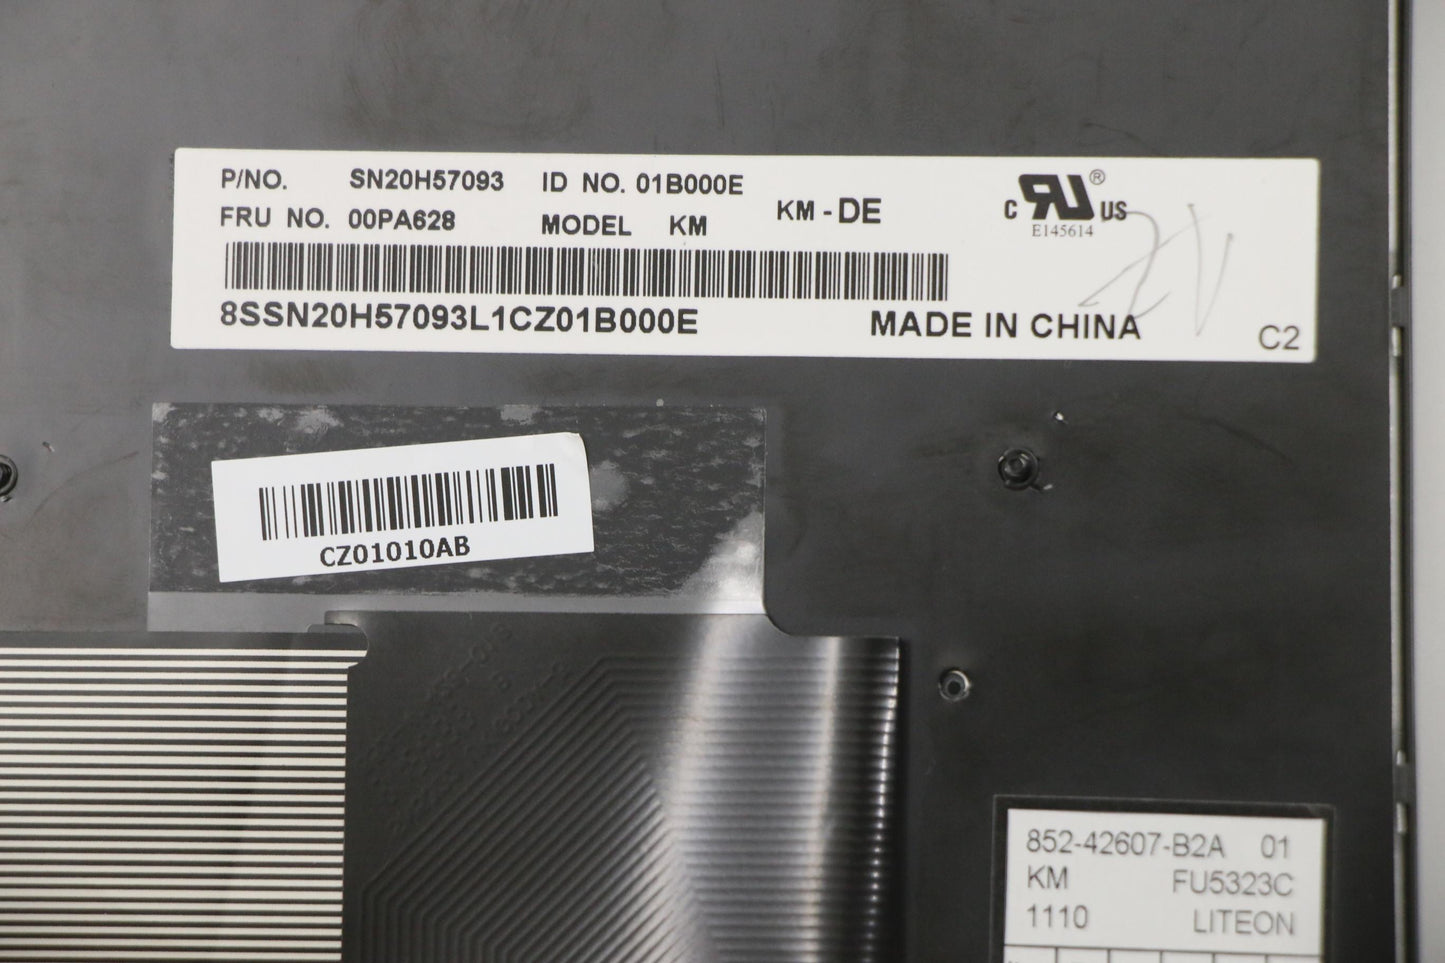 P/NO. SN20H57093 ID NO. 01B000E
FRU NO. 00PA628 MODEL KM KM - DE
c RU ® US
E145614
8SSN20H57093L1CZ01B000E MADE IN CHINA
C2
CZ01010AB
852-42607-B2A 01
KM FU5323C
1110 LITEON